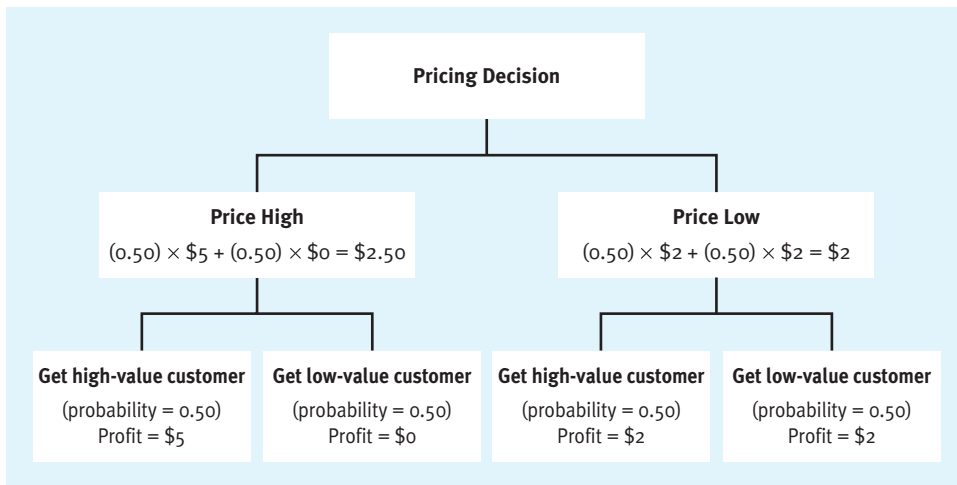 Pricing Decision
Price High
(0.50) × $5 + (0.50) × $0 = $2.50
Price Low
(0.50) × $2 + (0.50) × $2 = $2
Get high-value customer
(probability = 0.50)
Profit = $5
Get low-value customer
(probability = 0.50)
Profit = $0
Get high-value customer
(probability = 0.50)
Profit = $2
Get low-value customer
(probability = 0.50)
Profit = $2